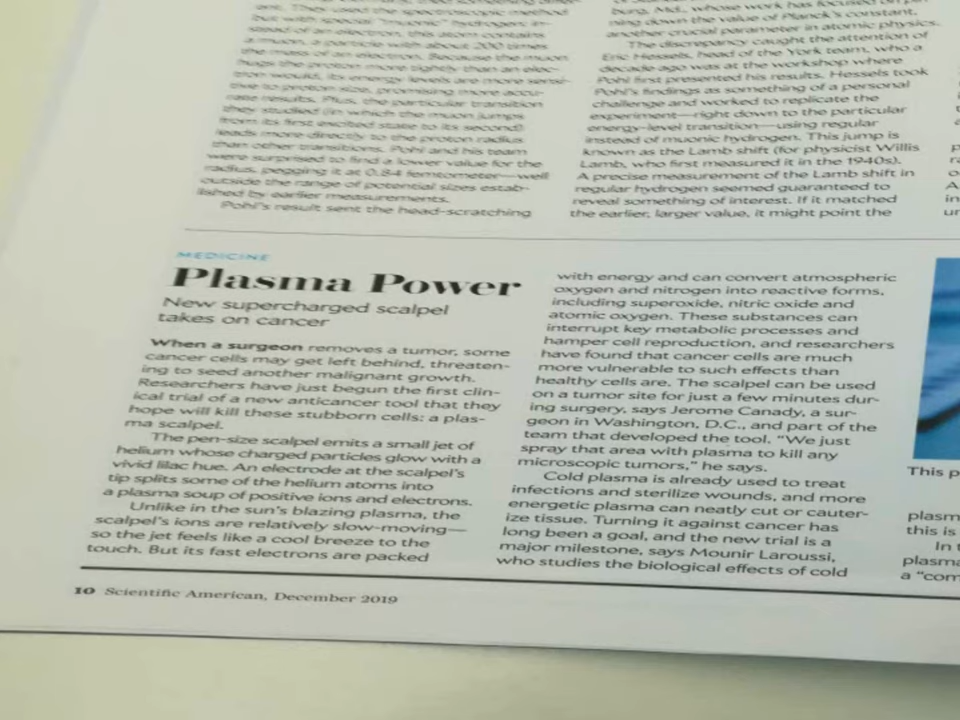 ant. They used the spectroscopic method
but with special "muonic" hydrogen. In-
stead of an electron, this atom contains
a muon, a particle with about 200 times
the mass of an electron. Because the muon
hugs the proton more tightly than an elec-
tron would, its energy levels are more sensi-
tive to proton size, promising more accu-
rate results. Plus, the particular transition
they studied (in which the muon jumps
from its first excited state to its second)
leads more directly to the proton radius
than other transitions. Pohl and his team
were surprised to find a lower value for the
radius, pegging it at 0.84 femtometer—well
outside the range of potential sizes estab-
lished by earlier measurements.
Pohl's result sent the head-scratching
burg, Md., whose work has focused on
ning down the value of Planck's constant,
another crucial parameter in atomic physics.
The discrepancy caught the attention of
Eric Hessels, head of the York team, who a
decade ago was at the workshop where
Pohl first presented his results. Hessels took
Pohl's findings as something of a personal
challenge and worked to replicate the
experiment—right down to the particular
energy-level transition—using regular
instead of muonic hydrogen. This jump is
known as the Lamb shift (for physicist Willis
Lamb, who first measured it in the 1940s).
A precise measurement of the Lamb shift in
regular hydrogen seemed guaranteed to
reveal something of interest. If it matched
the earlier, larger value, it might point the
MEDICINE
Plasma Power
New supercharged scalpel
takes on cancer
When a surgeon removes a tumor, some
cancer cells may get left behind, threaten-
ing to seed another malignant growth.
Researchers have just begun the first clin-
ical trial of a new anticancer tool that they
hope will kill these stubborn cells: a plas-
ma scalpel.
The pen-size scalpel emits a small jet of
helium whose charged particles glow with a
vivid lilac hue. An electrode at the scalpel's
tip splits some of the helium atoms into
a plasma soup of positive ions and electrons.
Unlike in the sun's blazing plasma, the
scalpel's ions are relatively slow-moving—
so the jet feels like a cool breeze to the
touch. But its fast electrons are packed
with energy and can convert atmospheric
oxygen and nitrogen into reactive forms,
including superoxide, nitric oxide and
atomic oxygen. These substances can
interrupt key metabolic processes and
hamper cell reproduction, and researchers
have found that cancer cells are much
more vulnerable to such effects than
healthy cells are. The scalpel can be used
on a tumor site for just a few minutes dur-
ing surgery, says Jerome Canady, a sur-
geon in Washington, D.C., and part of the
team that developed the tool. "We just
spray that area with plasma to kill any
microscopic tumors," he says.
Cold plasma is already used to treat
infections and sterilize wounds, and more
energetic plasma can neatly cut or cauter-
ize tissue. Turning it against cancer has
long been a goal, and the new trial is a
major milestone, says Mounir Laroussi,
who studies the biological effects of cold
This p
plasm
this is
In t
plasma
a "com
10 Scientific American, December 2019